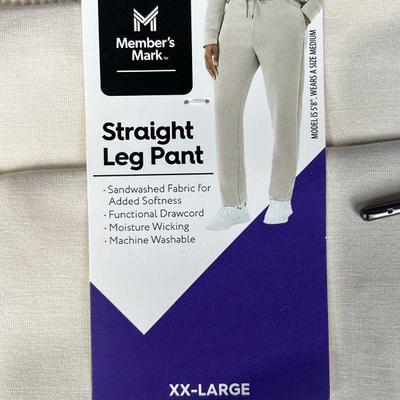 Member's
Mark™
Straight
Leg Pant
• Sandwashed Fabric for
Added Softness
• Functional Drawcord
• Moisture Wicking
• Machine Washable
MODEL IS 5'8". WEARS A SIZE MEDIUM
XX-LARGE